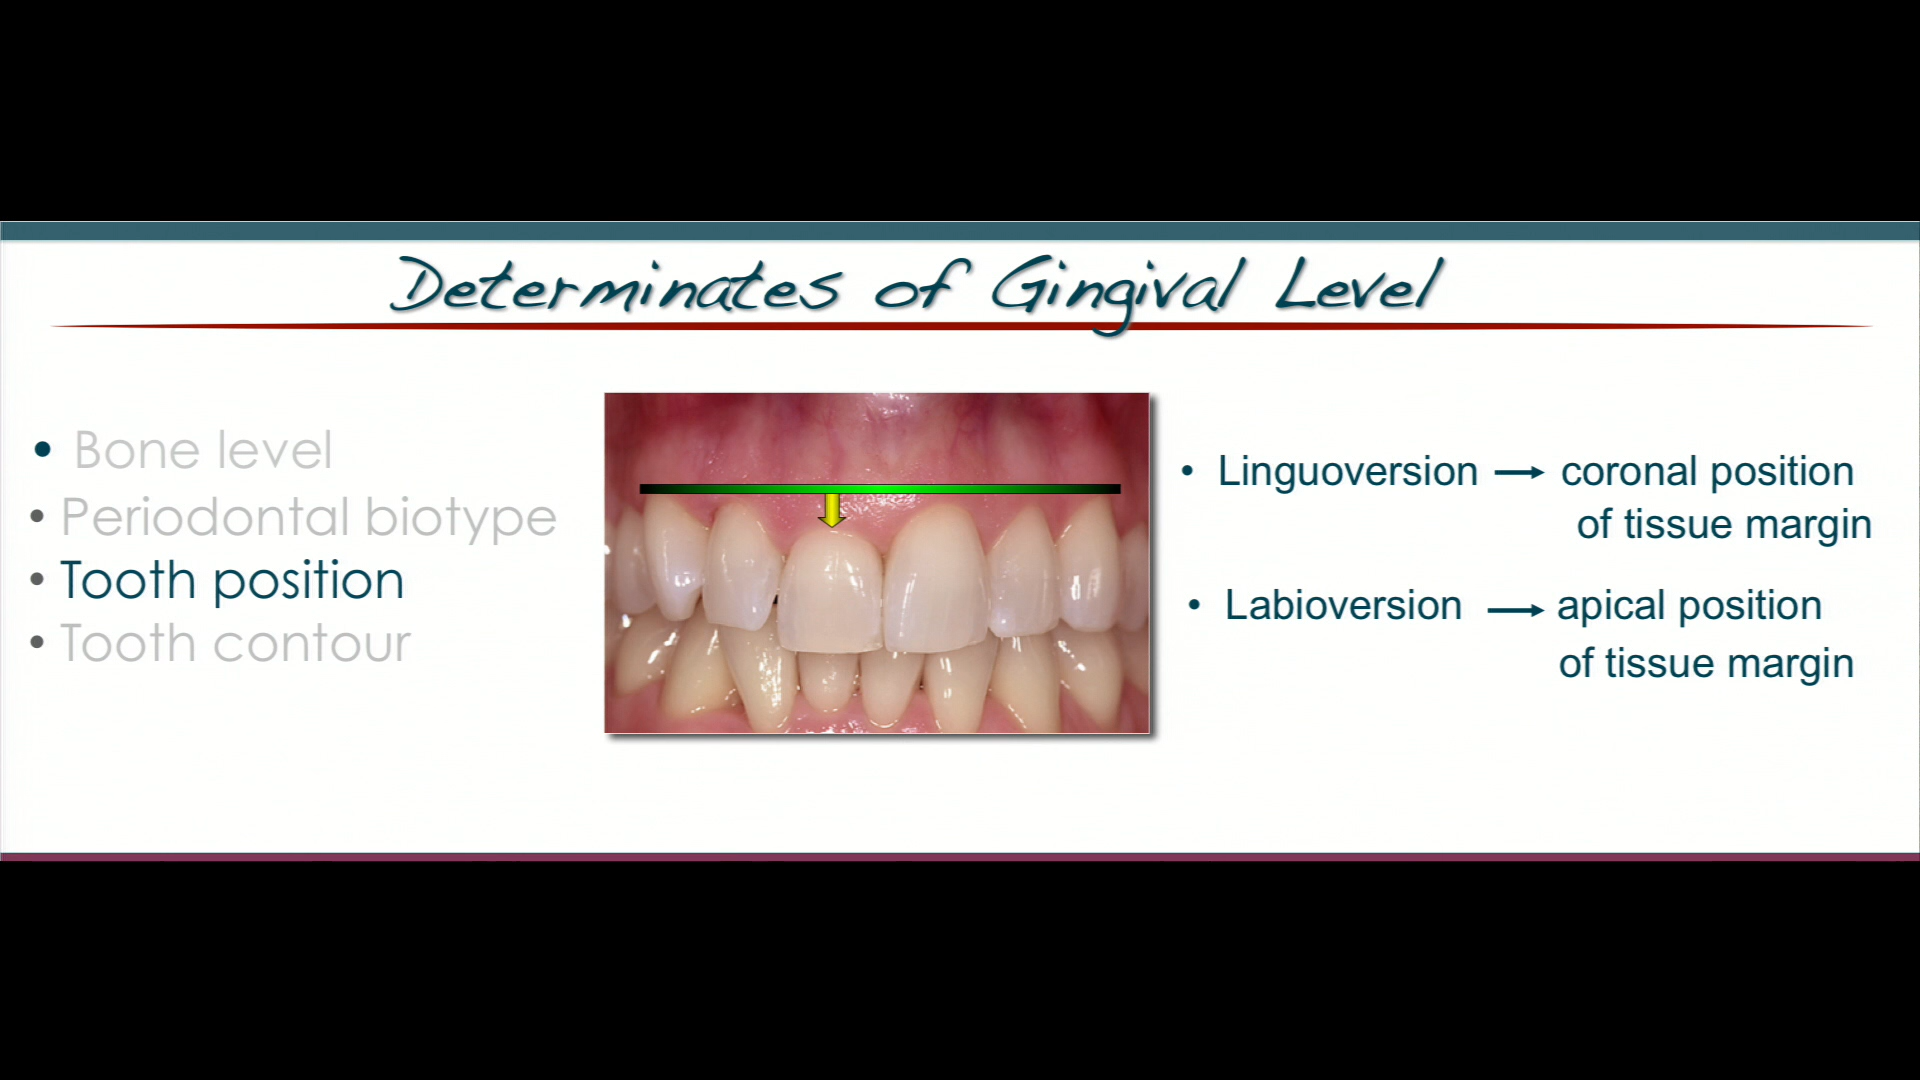 Determinates of Gingival Level
• Bone level
• Periodontal biotype
• Tooth position
• Tooth contour
• Linguoversion → coronal position
of tissue margin
• Labioversion → apical position
of tissue margin